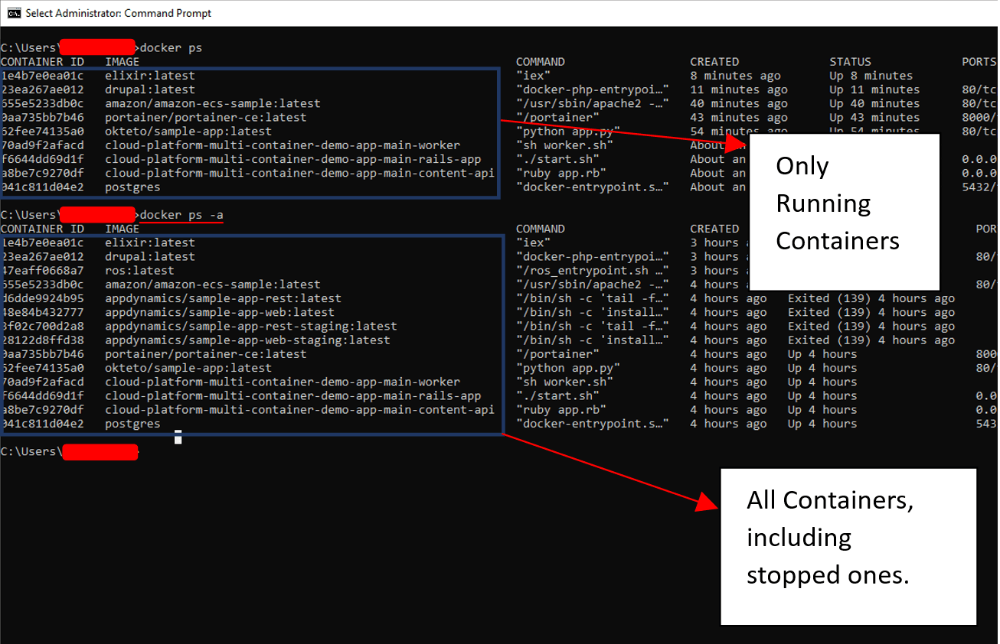 Select Administrator: Command Prompt
C:\Users\ >docker ps
CONTAINER ID IMAGE COMMAND CREATED STATUS PORTS
1e4b7e0ea01c elixir:latest "iex" 8 minutes ago Up 8 minutes
23ea267ae012 drupal:latest "docker-php-entrypoi…" 11 minutes ago Up 11 minutes 80/tc
655e5233db0c amazon/amazon-ecs-sample:latest "/usr/sbin/apache2 -…" 40 minutes ago Up 40 minutes 80/tc
0aa735bb7b46 portainer/portainer-ce:latest "/portainer" 43 minutes ago Up 43 minutes 8000/
62fee74135a0 okteto/sample-app:latest "python app.py" 54 minutes ago Up 54 minutes 80/tc
70ad9f2afacd cloud-platform-multi-container-demo-app-main-worker "sh worker.sh" About an
f6644dd69d1f cloud-platform-multi-container-demo-app-main-rails-app "./start.sh" About an 0.0.0
a8be7c9270df cloud-platform-multi-container-demo-app-main-content-api "ruby app.rb" About an 0.0.0
041c811d04e2 postgres "docker-entrypoint.s…" About an 5432/
Only
Running
Containers
C:\Users\ >docker ps -a
CONTAINER ID IMAGE COMMAND CREATED POR
1e4b7e0ea01c elixir:latest "iex" 3 hours
23ea267ae012 drupal:latest "docker-php-entrypoi…" 3 hours 80/
47eaff0668a7 ros:latest "/ros_entrypoint.sh …" 3 hours
655e5233db0c amazon/amazon-ecs-sample:latest "/usr/sbin/apache2 -…" 4 hours 80/
d6dde9924b95 appdynamics/sample-app-rest:latest "/bin/sh -c 'tail -f…" 4 hours ago Exited (139) 4 hours ago
48e84b432777 appdynamics/sample-app-web:latest "/bin/sh -c 'install…" 4 hours ago Exited (139) 4 hours ago
3f02c700d2a8 appdynamics/sample-app-rest-staging:latest "/bin/sh -c 'tail -f…" 4 hours ago Exited (139) 4 hours ago
28122d8ffd38 appdynamics/sample-app-web-staging:latest "/bin/sh -c 'install…" 4 hours ago Exited (139) 4 hours ago
0aa735bb7b46 portainer/portainer-ce:latest "/portainer" 4 hours ago Up 4 hours 800
62fee74135a0 okteto/sample-app:latest "python app.py" 4 hours ago Up 4 hours 80/
70ad9f2afacd cloud-platform-multi-container-demo-app-main-worker "sh worker.sh" 4 hours ago Up 4 hours
f6644dd69d1f cloud-platform-multi-container-demo-app-main-rails-app "./start.sh" 4 hours ago Up 4 hours 0.0
a8be7c9270df cloud-platform-multi-container-demo-app-main-content-api "ruby app.rb" 4 hours ago Up 4 hours 0.0
041c811d04e2 postgres "docker-entrypoint.s…" 4 hours ago Up 4 hours 543
C:\Users\
All Containers,
including
stopped ones.